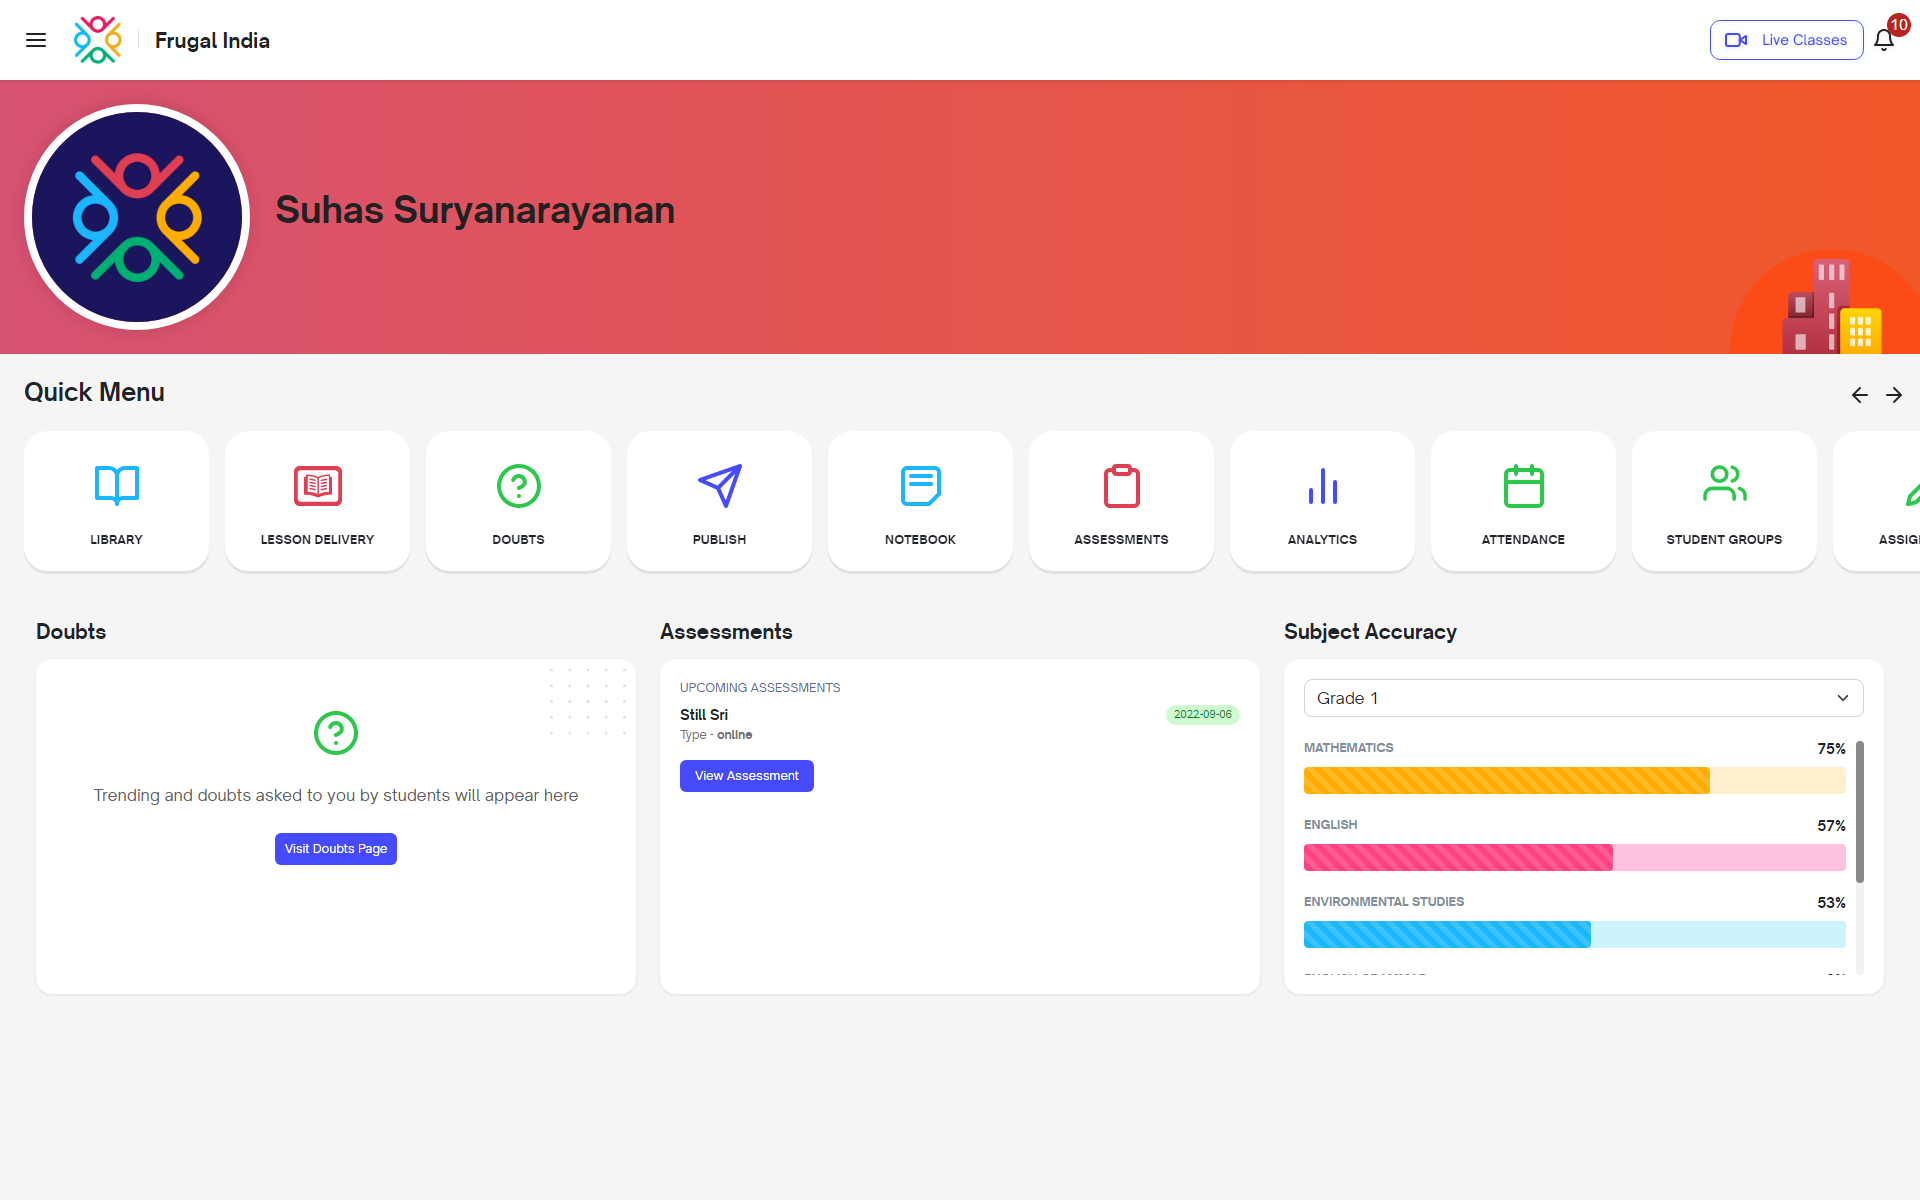 Frugal India
Live Classes
10
Suhas Suryanarayanan
Quick Menu
LIBRARY
LESSON DELIVERY
DOUBTS
PUBLISH
NOTEBOOK
ASSESSMENTS
ANALYTICS
ATTENDANCE
STUDENT GROUPS
Doubts
Trending and doubts asked to you by students will appear here
Visit Doubts Page
Assessments
UPCOMING ASSESSMENTS
Still Sri
2022-09-06
Type - online
View Assessment
Subject Accuracy
Grade 1
MATHEMATICS
75%
ENGLISH
57%
ENVIRONMENTAL STUDIES
53%